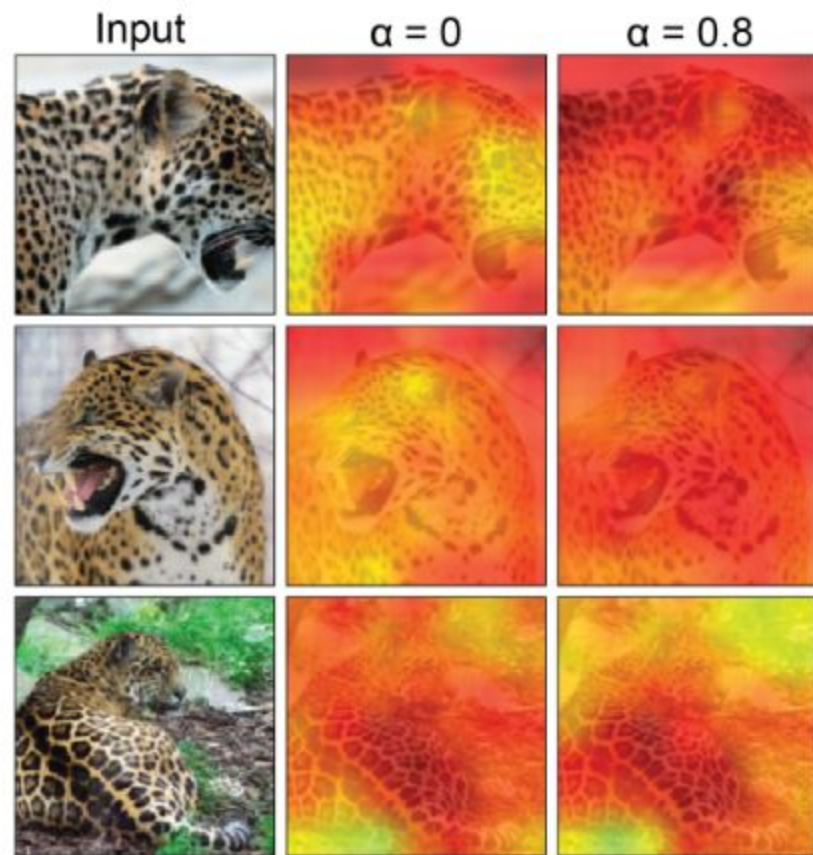 Input α = 0 α = 0.8